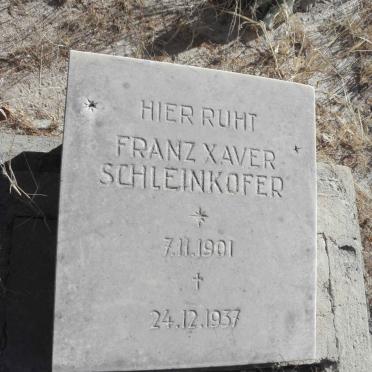 HIER RUHT
FRANZ XAVER
SCHLEINKOFER
7.11.1901
24.12.1937